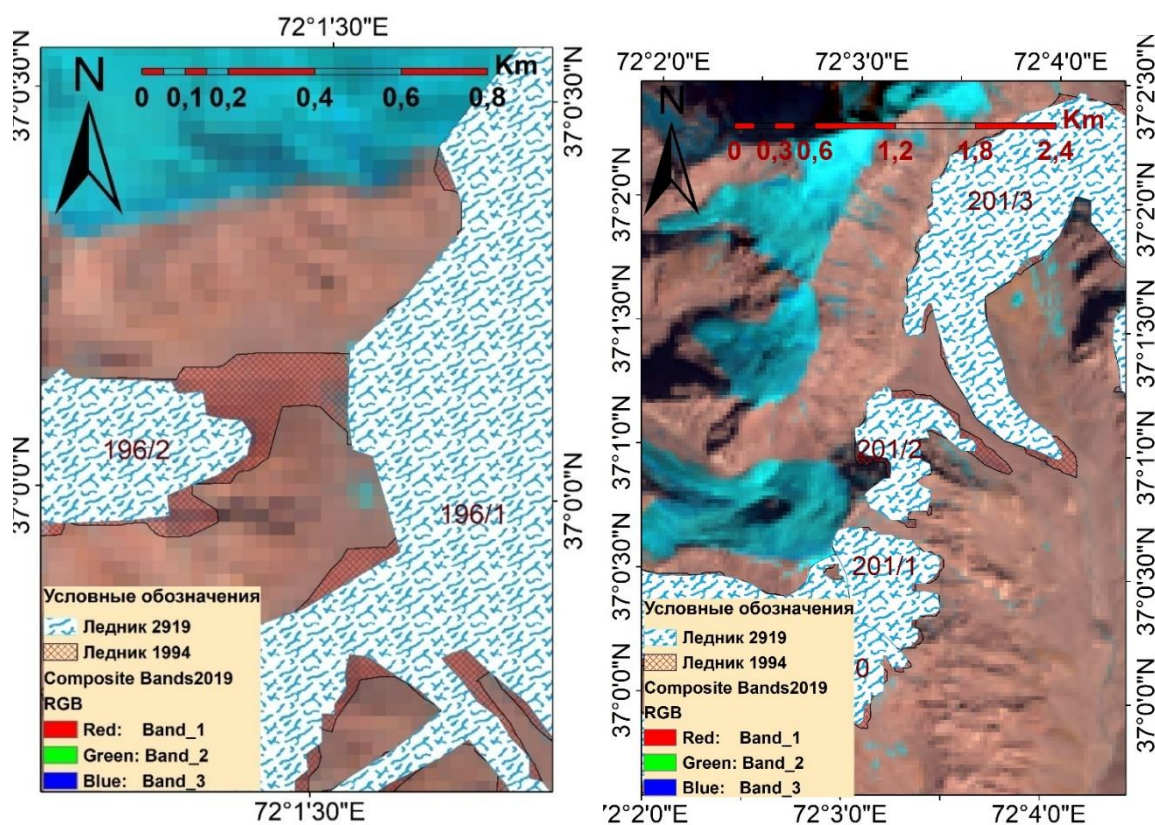 72°1'30"E
N
Km
0 0,1 0,2 0,4 0,6 0,8
37°0'30"N
37°0'30"N
196/2
37°0'0"N
37°0'0"N
196/1
Условные обозначения
Ледник 2919
Ледник 1994
Composite Bands2019
RGB
Red: Band_1
Green: Band_2
Blue: Band_3
72°1'30"E
72°2'0"E 72°3'0"E 72°4'0"E
N
Km
0 0,3 0,6 1,2 1,8 2,4
37°2'30"N
37°2'0"N
37°2'0"N
201/3
37°1'30"N
37°1'30"N
37°1'0"N
37°1'0"N
201/2
37°0'30"N
37°0'30"N
201/1
0
37°0'0"N
37°0'0"N
Условные обозначения
Ледник 2919
Ледник 1994
Composite Bands2019
RGB
Red: Band_1
Green: Band_2
Blue: Band_3
2°2'0"E 72°3'0"E 72°4'0"E